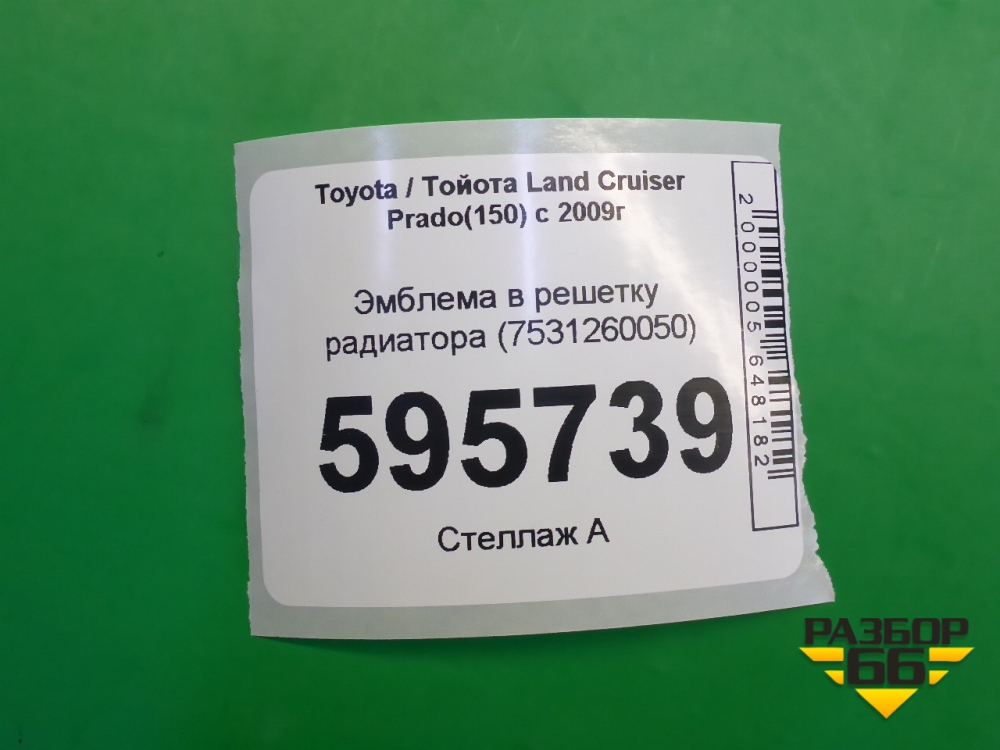 Toyota / Тойота Land Cruiser
Prado(150) с 2009г
Эмблема в решетку
радиатора (7531260050)
595739
Стеллаж А
2000005648182
РАЗБОР
66